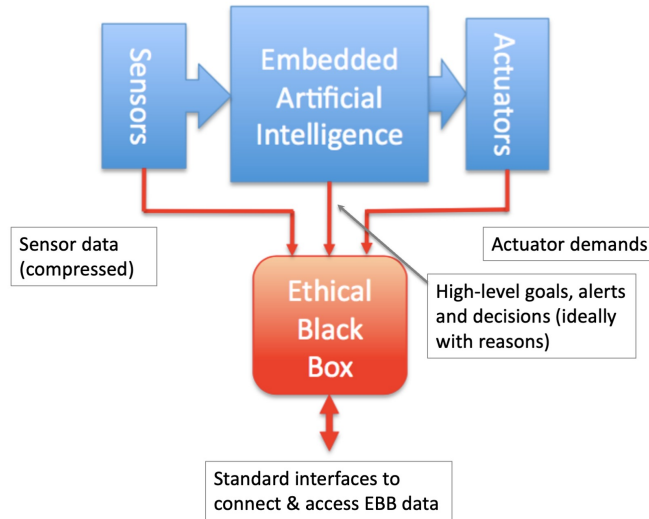 Sensors
Embedded
Artificial
Intelligence
Actuators
Sensor data
(compressed)
Actuator demands
Ethical
Black
Box
High-level goals, alerts
and decisions (ideally
with reasons)
Standard interfaces to
connect & access EBB data